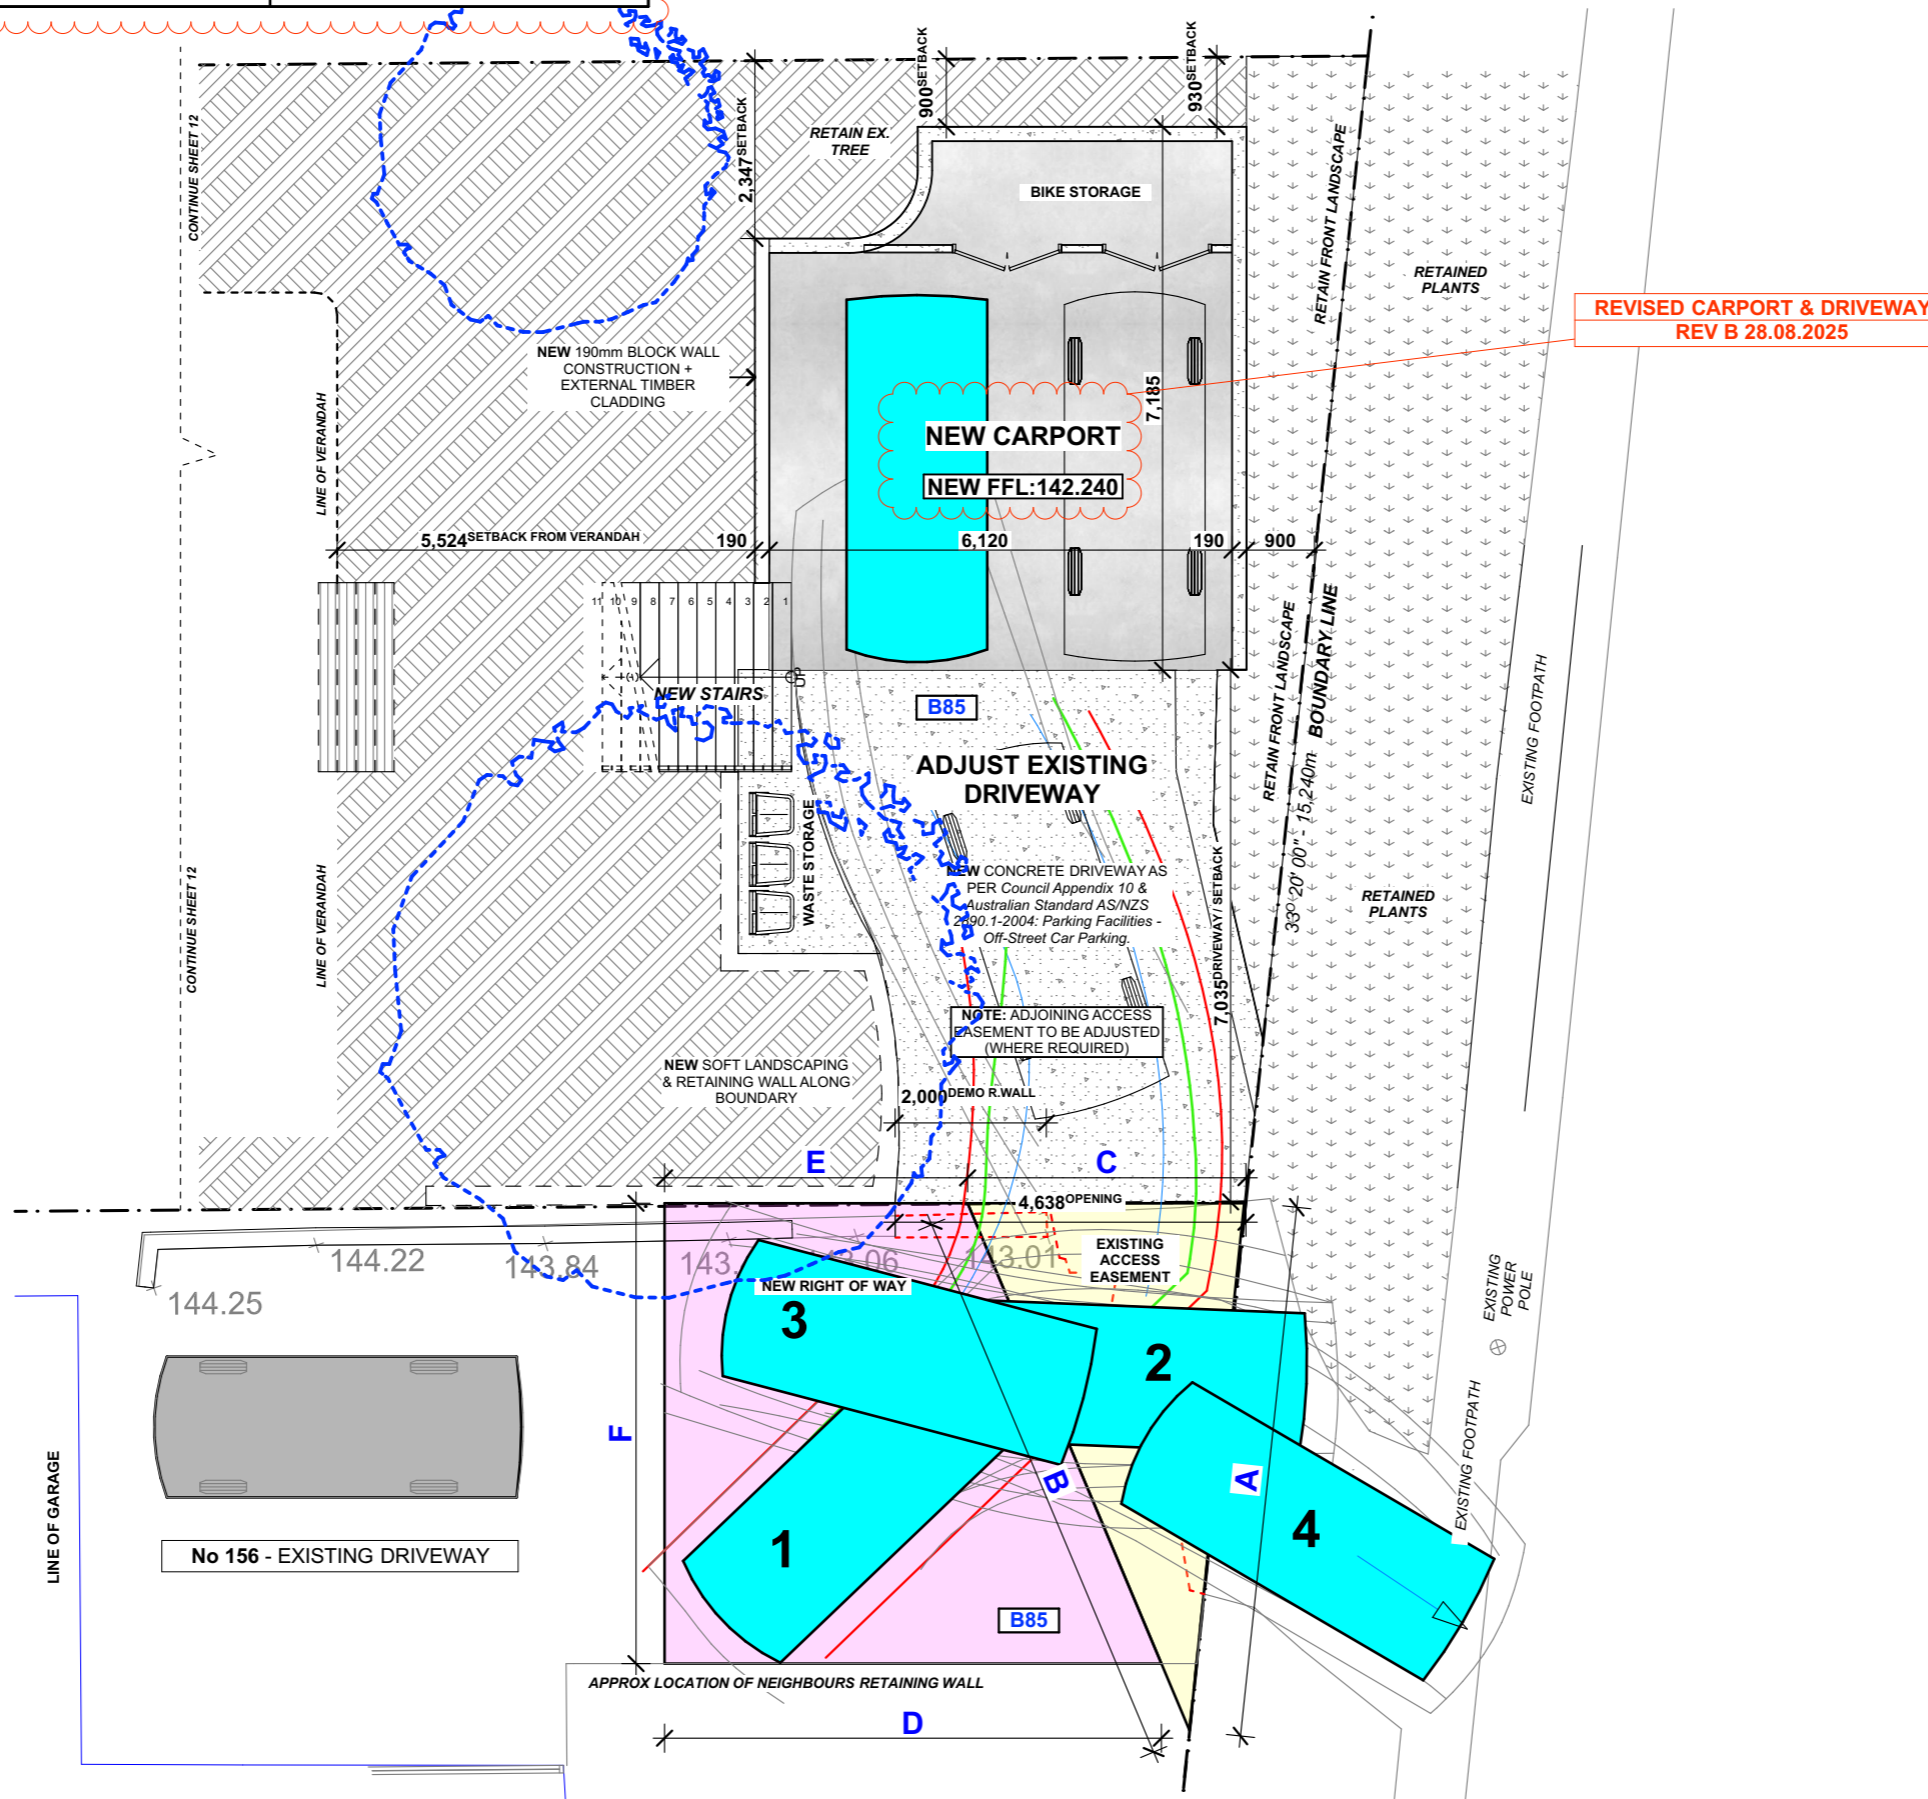 900 SETBACK
930 SETBACK
2,347 SETBACK
CONTINUE SHEET 12
RETAIN EX.
TREE
BIKE STORAGE
RETAIN FRONT LANDSCAPE
RETAINED
PLANTS
REVISED CARPORT & DRIVEWAY
REV B 28.08.2025
NEW 190mm BLOCK WALL
CONSTRUCTION +
EXTERNAL TIMBER
CLADDING
7,185
NEW CARPORT
NEW FFL:142.240
LINE OF VERANDAH
5,524 SETBACK FROM VERANDAH
190
6,120
190
900
11 10 9 8 7 6 5 4 3 2 1
UP
NEW STAIRS
RETAIN FRONT LANDSCAPE
BOUNDARY LINE
33° 20' 00" - 15,240m
EXISTING FOOTPATH
B85
ADJUST EXISTING
DRIVEWAY
WASTE STORAGE
NEW CONCRETE DRIVEWAY AS
PER Council Appendix 10 &
Australian Standard AS/NZS
2890.1-2004: Parking Facilities -
Off-Street Car Parking.
RETAINED
PLANTS
CONTINUE SHEET 12
LINE OF VERANDAH
7,035 DRIVEWAY / SETBACK
NOTE: ADJOINING ACCESS
EASEMENT TO BE ADJUSTED
(WHERE REQUIRED)
NEW SOFT LANDSCAPING
& RETAINING WALL ALONG
BOUNDARY
2,000 DEMO R.WALL
E
C
4,638 OPENING
EXISTING
ACCESS
EASEMENT
144.22
143.84
143.
06
143.01
144.25
NEW RIGHT OF WAY
3
2
EXISTING
POWER
POLE
EXISTING FOOTPATH
F
B
A
LINE OF GARAGE
1
4
No 156 - EXISTING DRIVEWAY
B85
APPROX LOCATION OF NEIGHBOURS RETAINING WALL
D